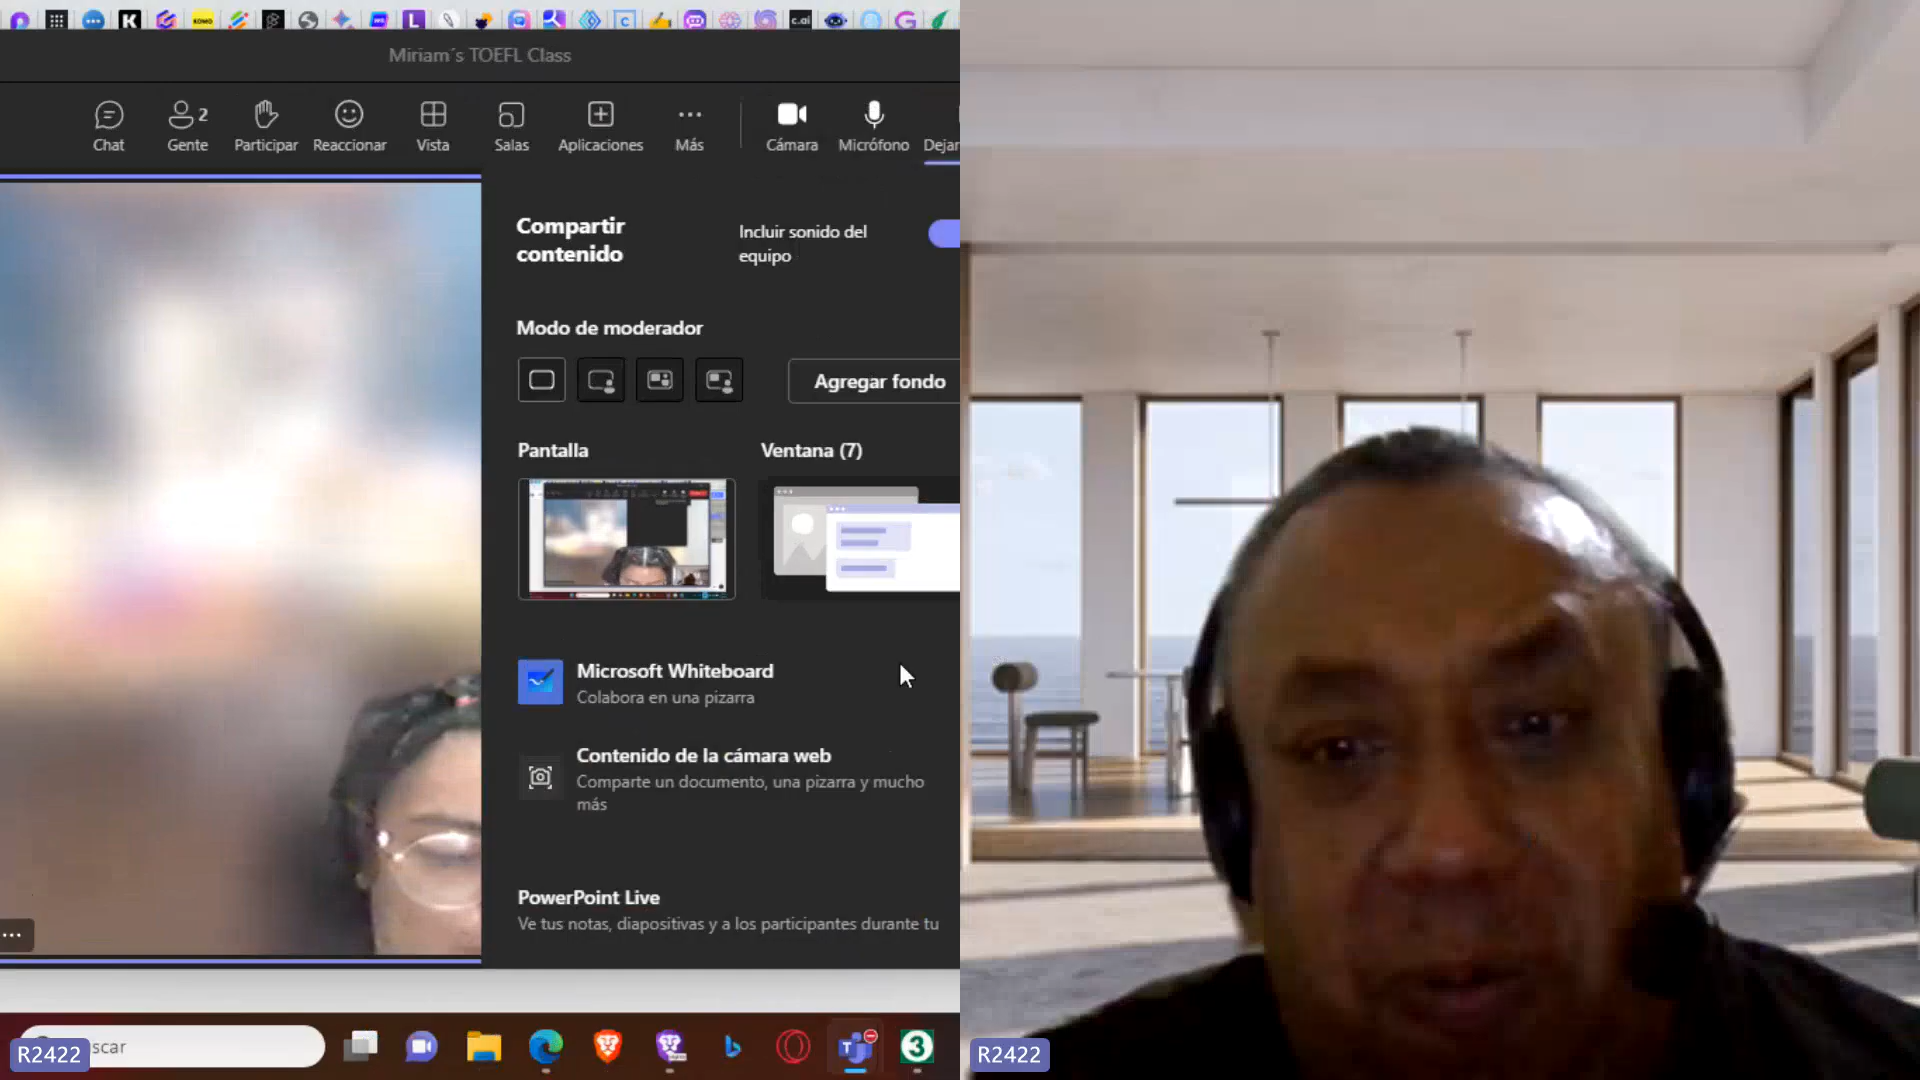 Miriam´s TOEFL Class
Chat
Gente
2
Participar
Reaccionar
Vista
Salas
Aplicaciones
Más
Cámara
Micrófono
Dejar
Compartir
contenido
Incluir sonido del
equipo
Modo de moderador
Agregar fondo
Pantalla
Ventana (7)
Microsoft Whiteboard
Colabora en una pizarra
Contenido de la cámara web
Comparte un documento, una pizarra y mucho
más
PowerPoint Live
Ve tus notas, diapositivas y a los participantes durante tu
scar
R2422
R2422